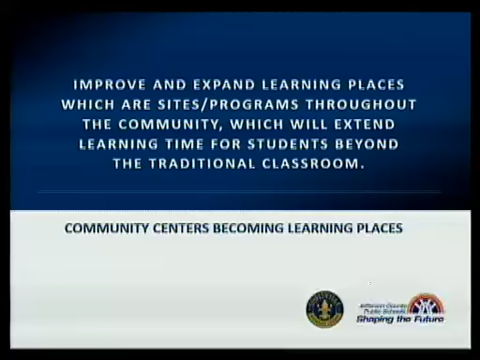 IMPROVE AND EXPAND LEARNING PLACES
WHICH ARE SITES/PROGRAMS THROUGHOUT
THE COMMUNITY, WHICH WILL EXTEND
LEARNING TIME FOR STUDENTS BEYOND
THE TRADITIONAL CLASSROOM.
COMMUNITY CENTERS BECOMING LEARNING PLACES
Jefferson County
Public Schools
Shaping the Future